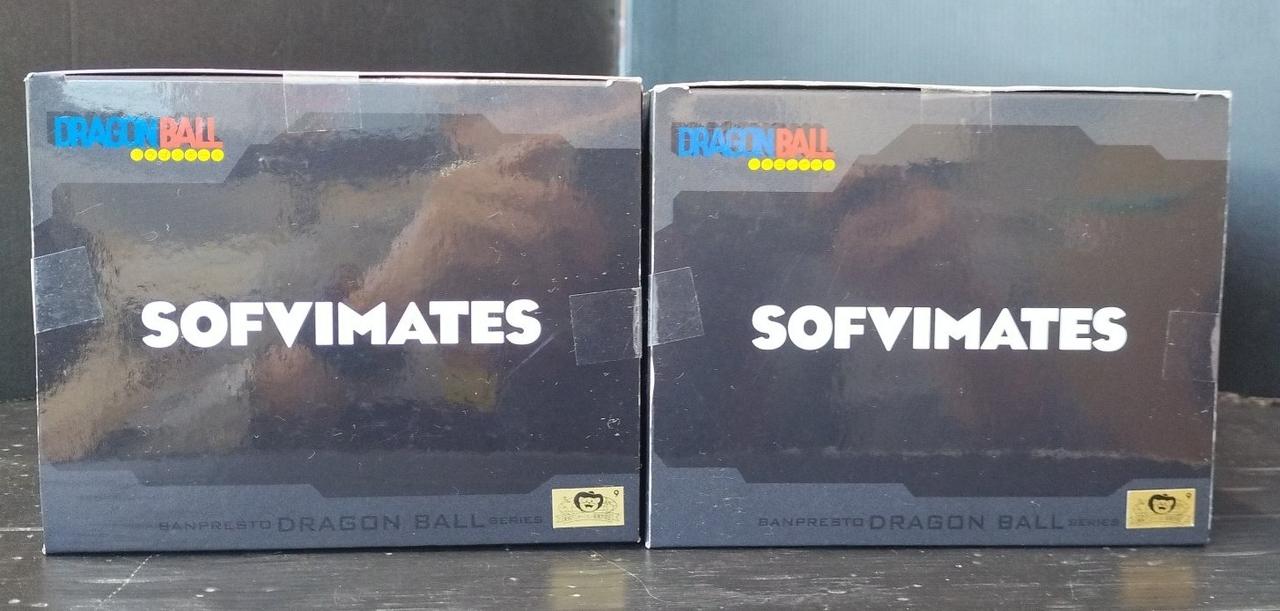 DRAGON BALL
SOFVIMATES
BANPRESTO DRAGON BALL SERIES
DRAGON BALL
SOFVIMATES
BANPRESTO DRAGON BALL SERIES